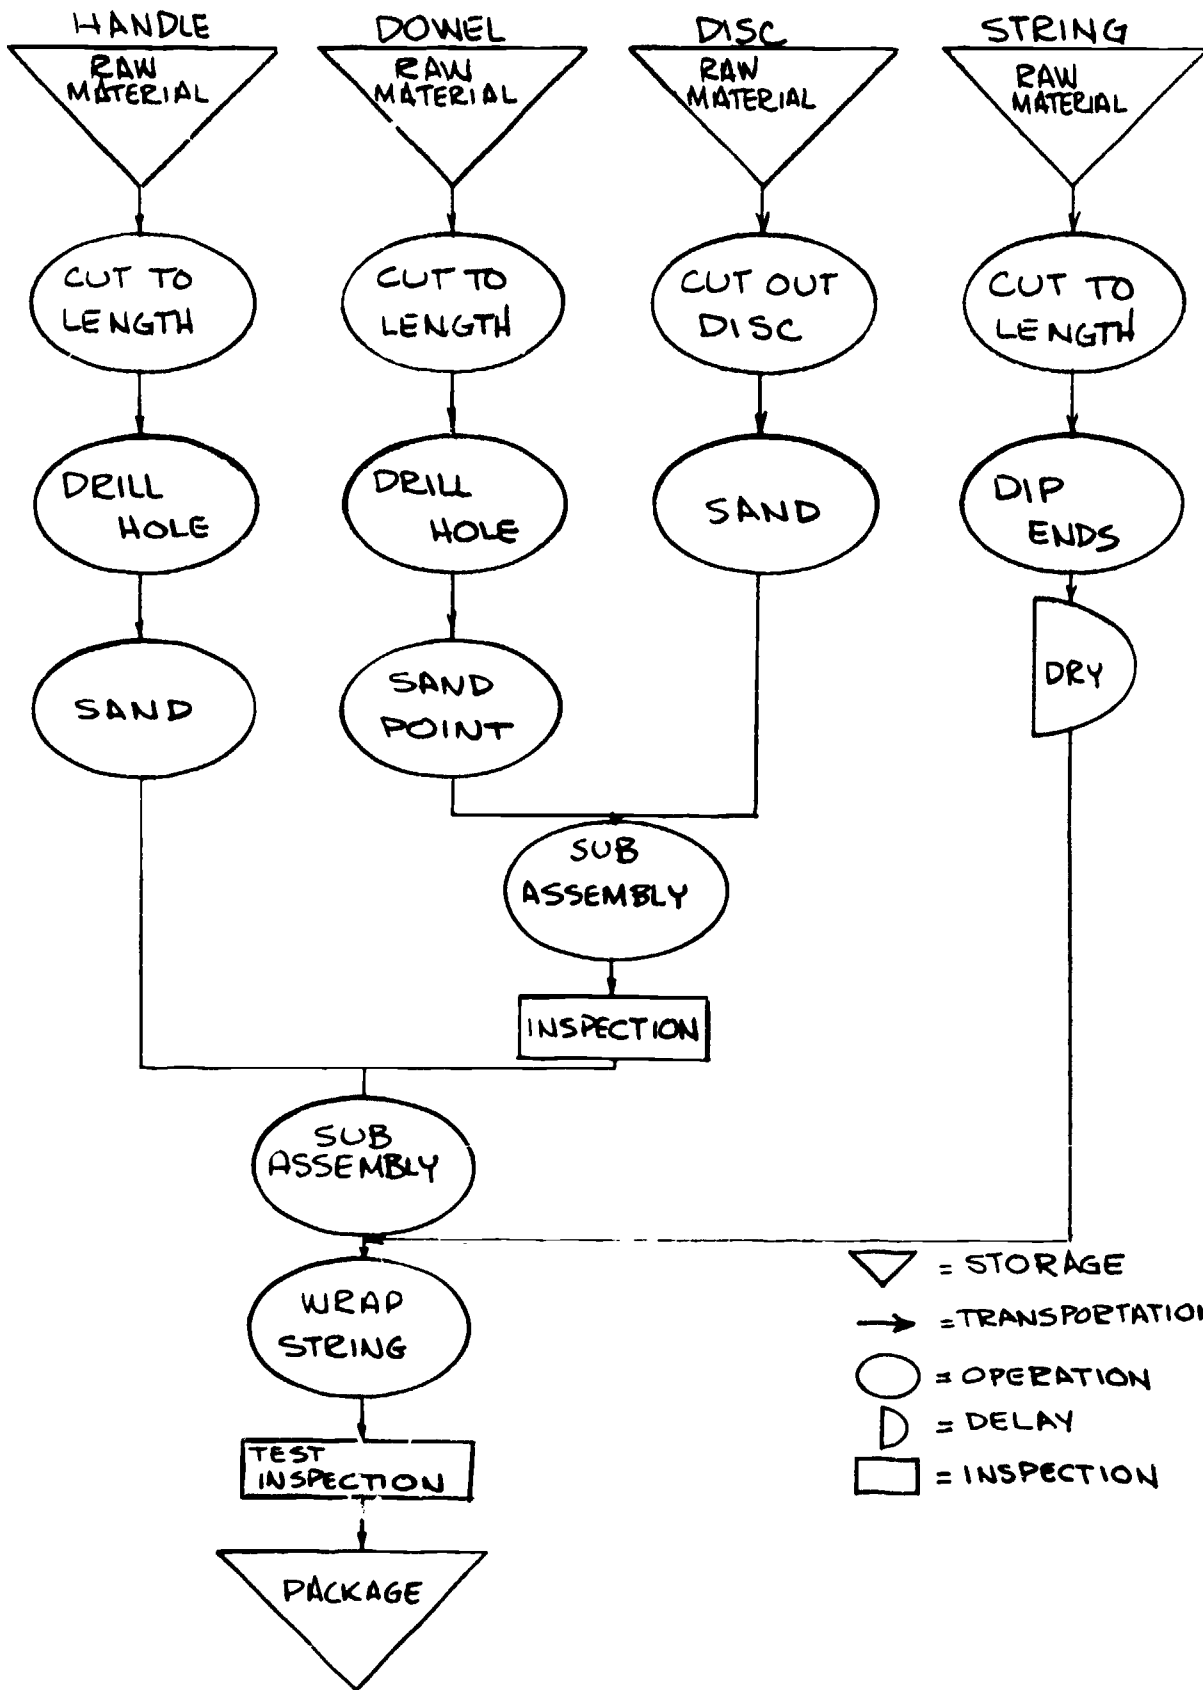 HANDLE
DOWEL
DISC
STRING
RAW
MATERIAL
RAW
MATERIAL
RAW
MATERIAL
RAW
MATERIAL
CUT TO
LENGTH
CUT TO
LENGTH
CUT OUT
DISC
CUT TO
LENGTH
DRILL
HOLE
DRILL
HOLE
SAND
DIP
ENDS
SAND
SAND
POINT
DRY
SUB
ASSEMBLY
INSPECTION
SUB
ASSEMBLY
WRAP
STRING
TEST
INSPECTION
PACKAGE
= STORAGE
= TRANSPORTATION
= OPERATION
= DELAY
= INSPECTION